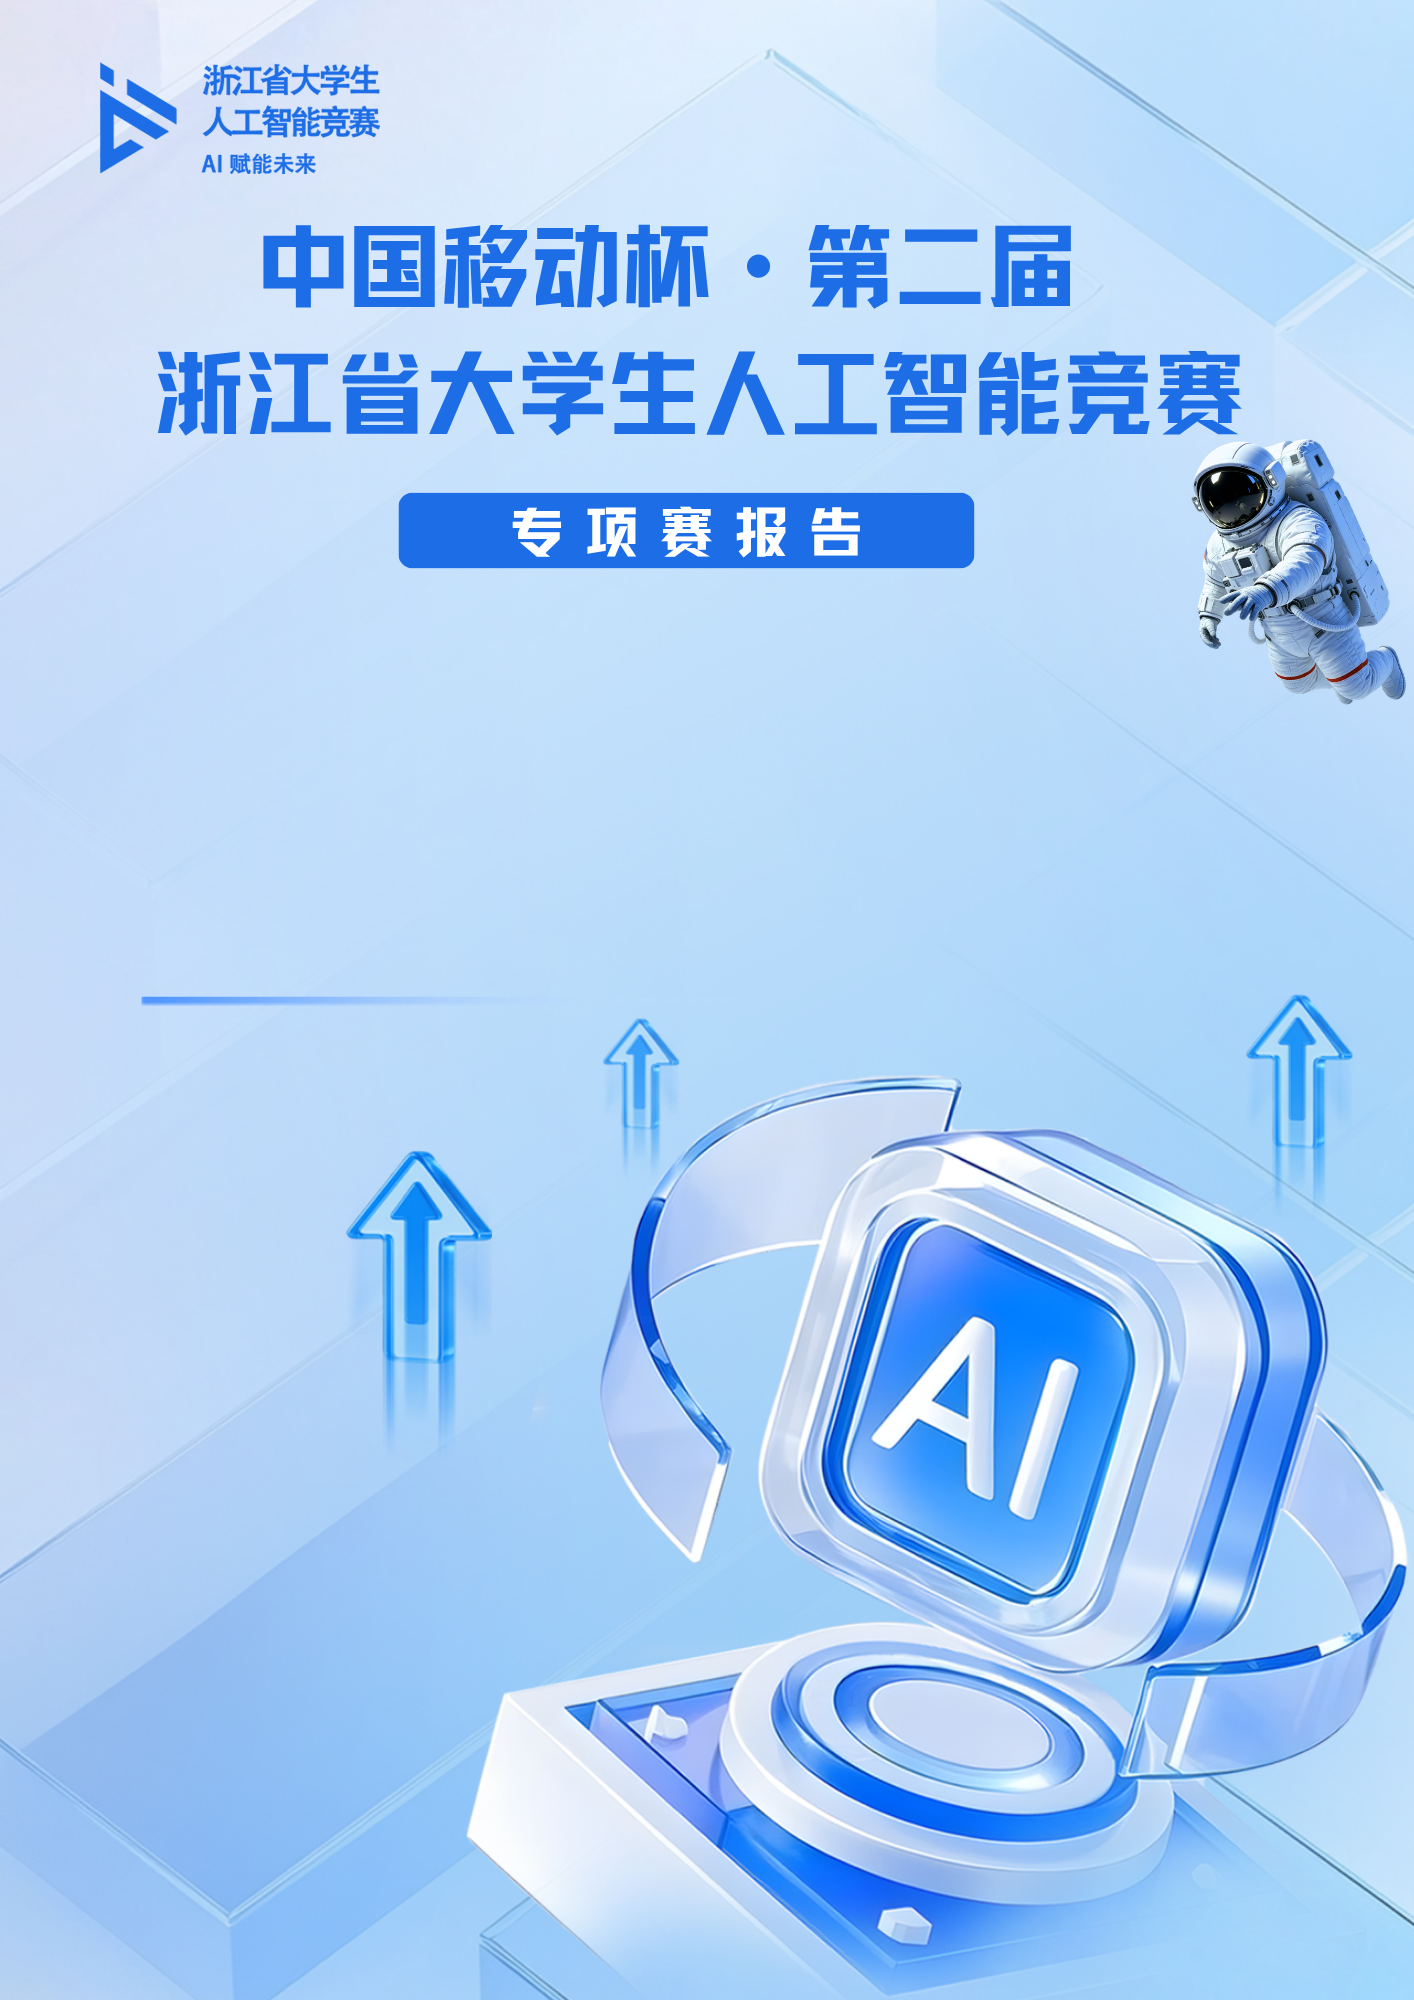 浙江省大学生
人工智能竞赛
AI 赋能未来
中国移动杯·第二届
浙江省大学生人工智能竞赛
专项赛报告
AI